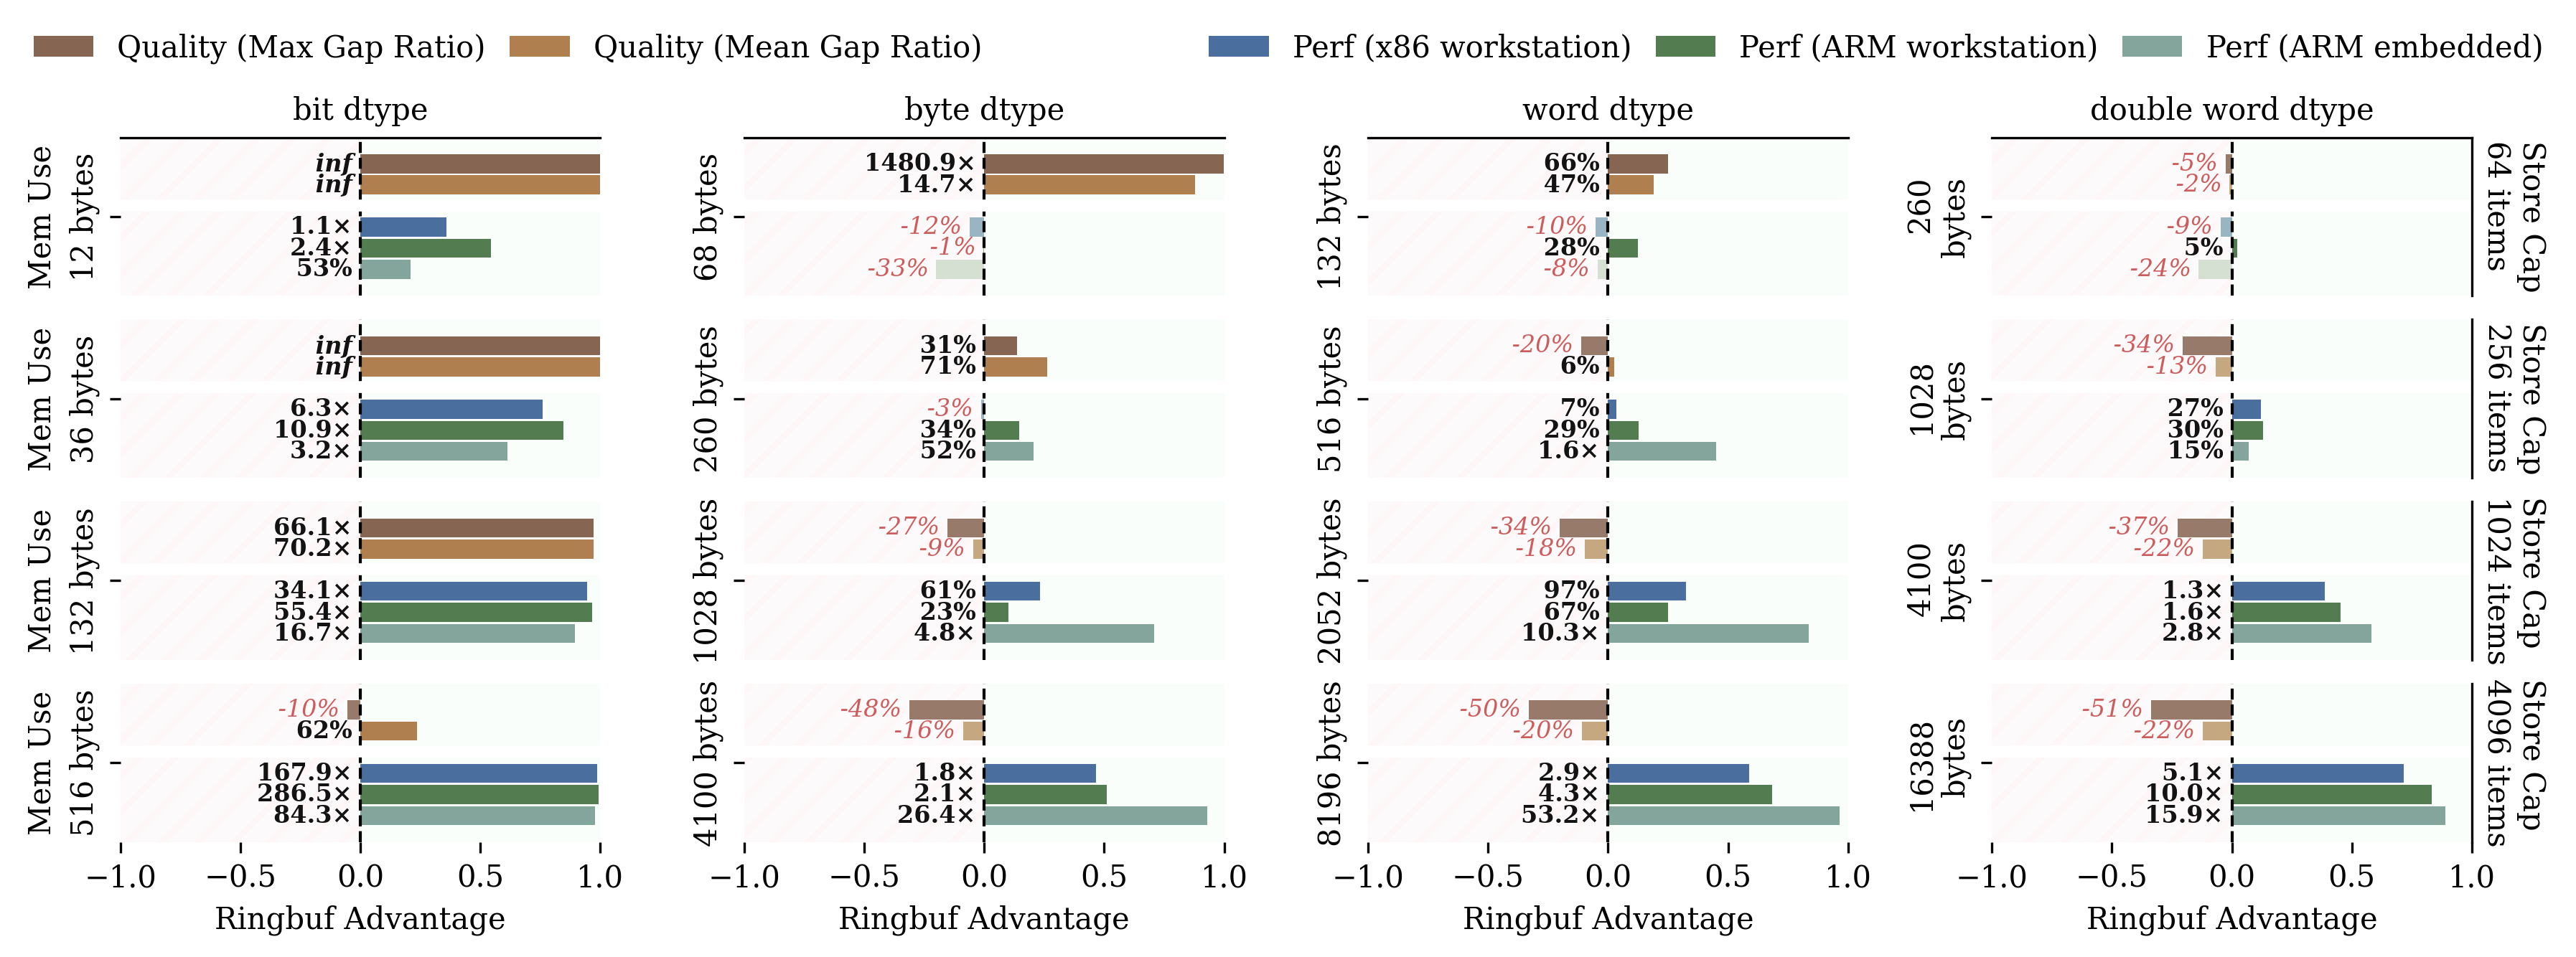 Quality (Max Gap Ratio) Quality (Mean Gap Ratio) Perf (x86 workstation) Perf (ARM workstation) Perf (ARM embedded)
bit dtype byte dtype word dtype double word dtype
Mem Use
12 bytes
inf
inf
1.1×
2.4×
53%
68 bytes
1480.9×
14.7×
-12%
-1%
-33%
132 bytes
66%
47%
-10%
28%
-8%
260
bytes
-5%
-2%
-9%
5%
-24%
Store Cap
64 items
Mem Use
36 bytes
inf
inf
6.3×
10.9×
3.2×
260 bytes
31%
71%
-3%
34%
52%
516 bytes
-20%
6%
7%
29%
1.6×
1028
bytes
-34%
-13%
27%
30%
15%
Store Cap
256 items
Mem Use
132 bytes
66.1×
70.2×
34.1×
55.4×
16.7×
1028 bytes
-27%
-9%
61%
23%
4.8×
2052 bytes
-34%
-18%
97%
67%
10.3×
4100
bytes
-37%
-22%
1.3×
1.6×
2.8×
Store Cap
1024 items
Mem Use
516 bytes
-10%
62%
167.9×
286.5×
84.3×
4100 bytes
-48%
-16%
1.8×
2.1×
26.4×
8196 bytes
-50%
-20%
2.9×
4.3×
53.2×
16388
bytes
-51%
-22%
5.1×
10.0×
15.9×
Store Cap
4096 items
−1.0 −0.5 0.0 0.5 1.0 −1.0 −0.5 0.0 0.5 1.0 −1.0 −0.5 0.0 0.5 1.0 −1.0 −0.5 0.0 0.5 1.0
Ringbuf Advantage Ringbuf Advantage Ringbuf Advantage Ringbuf Advantage